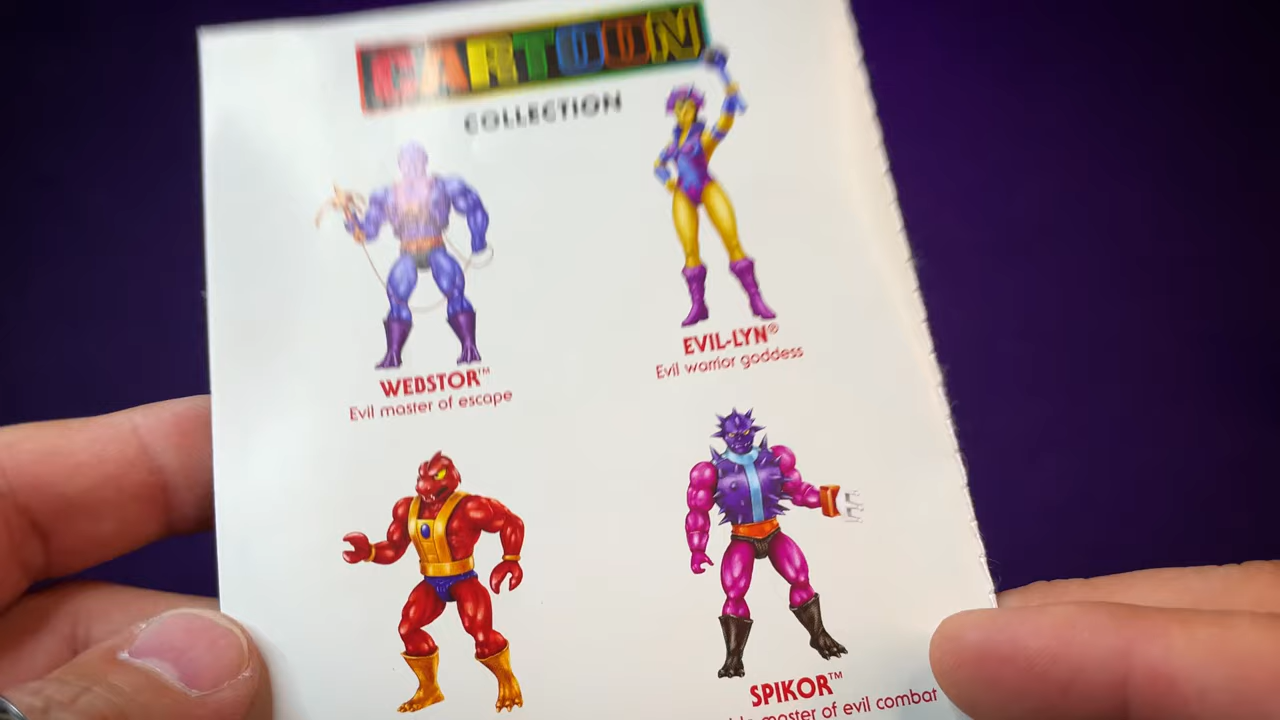 CARTOON
COLLECTION
WEBSTOR™
Evil master of escape
EVIL-LYN®
Evil warrior goddess
SPIKOR™
master of evil combat